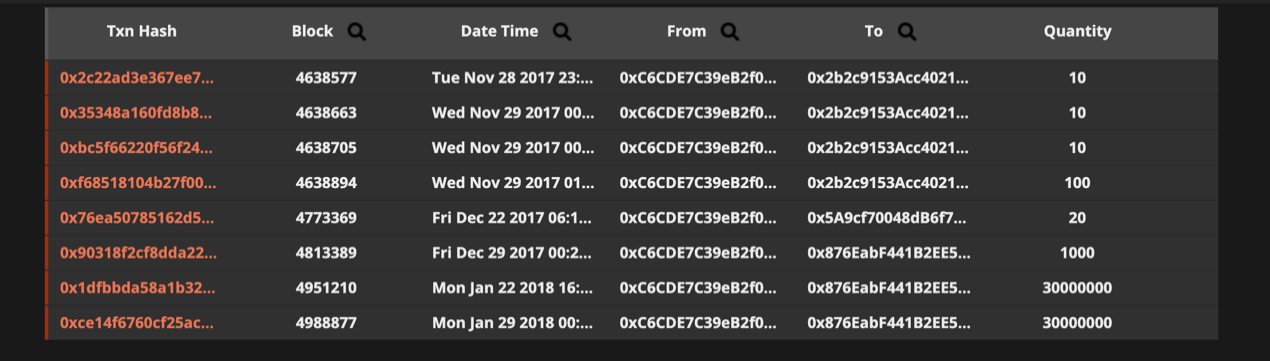 Txn Hash Block Date Time From To Quantity
0x2c22ad3e367ee7... 4638577 Tue Nov 28 2017 23:... 0xC6CDE7C39eB2f0... 0x2b2c9153Acc4021... 10
0x35348a160fd8b8... 4638663 Wed Nov 29 2017 00... 0xC6CDE7C39eB2f0... 0x2b2c9153Acc4021... 10
0xbc5f66220f56f24... 4638705 Wed Nov 29 2017 00... 0xC6CDE7C39eB2f0... 0x2b2c9153Acc4021... 10
0xf68518104b27f00... 4638894 Wed Nov 29 2017 01... 0xC6CDE7C39eB2f0... 0x2b2c9153Acc4021... 100
0x76ea50785162d5... 4773369 Fri Dec 22 2017 06:1... 0xC6CDE7C39eB2f0... 0x5A9cf70048dB6f7... 20
0x90318f2cf8dda22... 4813389 Fri Dec 29 2017 00:2... 0xC6CDE7C39eB2f0... 0x876EabF441B2EE5... 1000
0x1dfbbda58a1b32... 4951210 Mon Jan 22 2018 16:... 0xC6CDE7C39eB2f0... 0x876EabF441B2EE5... 30000000
0xce14f6760cf25ac... 4988877 Mon Jan 29 2018 00:... 0xC6CDE7C39eB2f0... 0x876EabF441B2EE5... 30000000